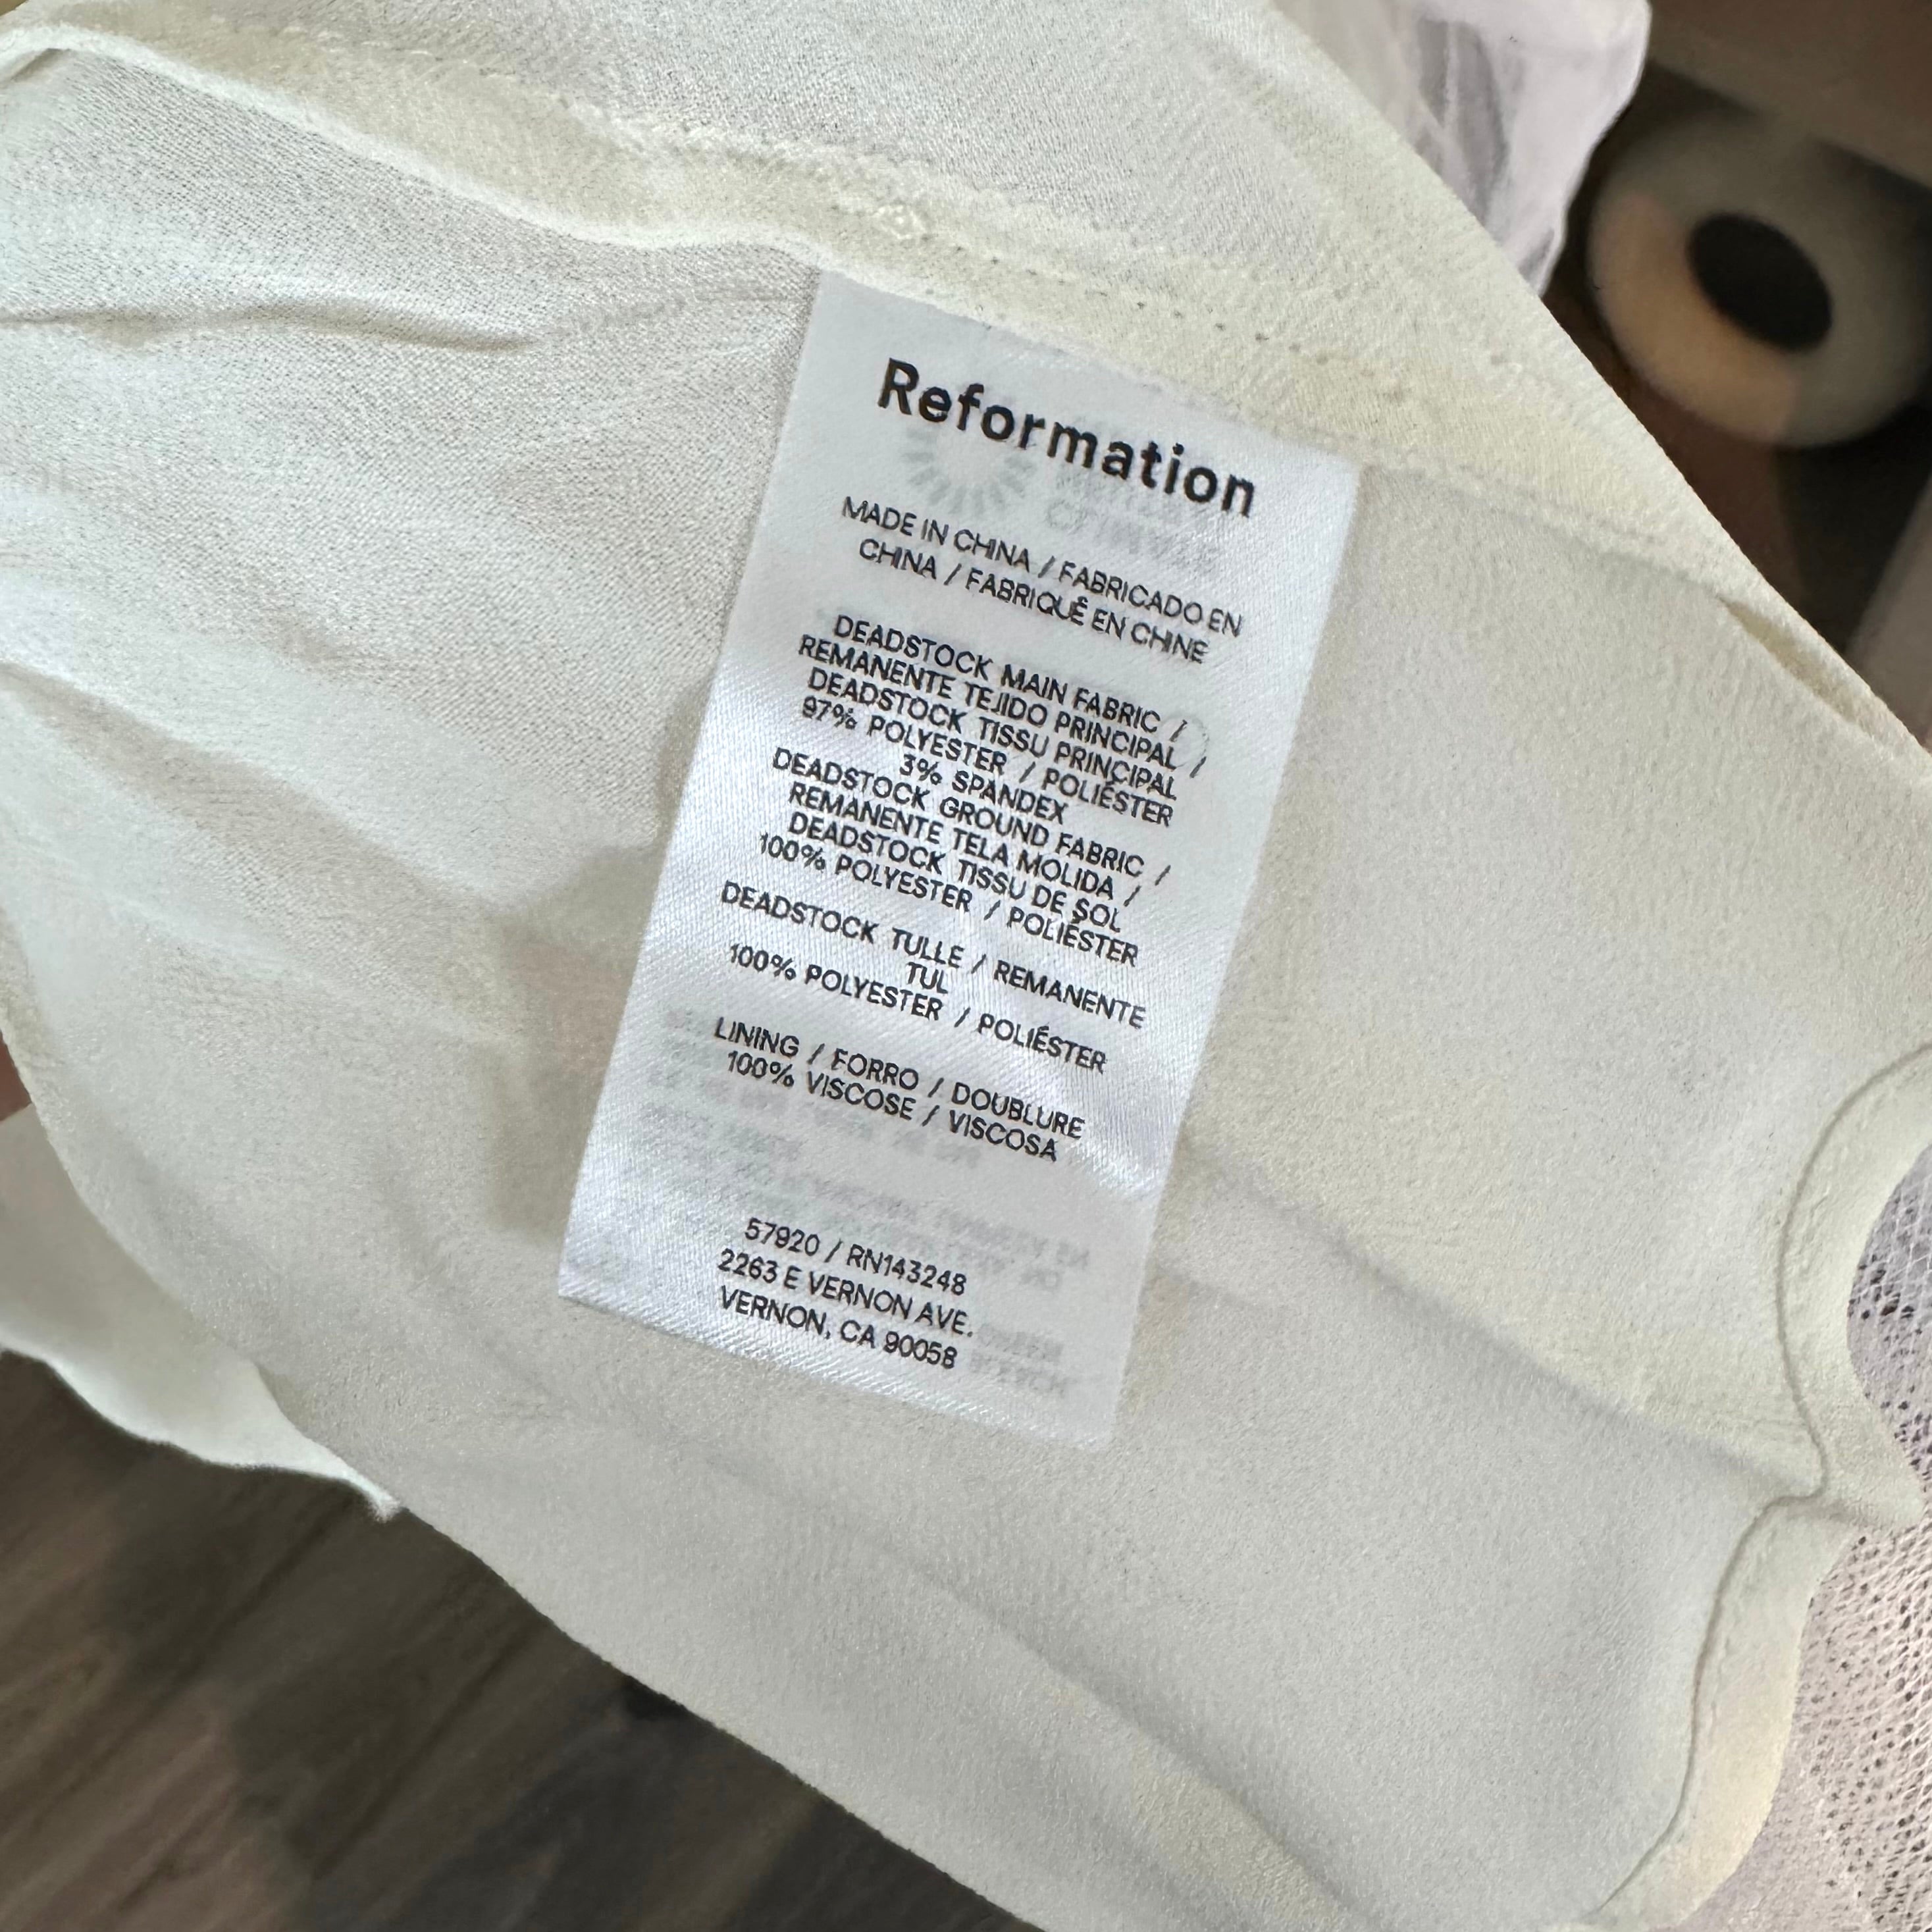 Reformation
MADE IN CHINA / FABRICADO EN
CHINA / FABRIQUÉ EN CHINE
DEADSTOCK MAIN FABRIC /
REMANENTE TEJIDO PRINCIPAL /
DEADSTOCK TISSU PRINCIPAL
97% POLYESTER / POLIÉSTER
3% SPANDEX
DEADSTOCK GROUND FABRIC /
REMANENTE TELA MOLIDA /
DEADSTOCK TISSU DE SOL
100% POLYESTER / POLIÉSTER
DEADSTOCK TULLE / REMANENTE
TUL
100% POLYESTER / POLIÉSTER
LINING / FORRO / DOUBLURE
100% VISCOSE / VISCOSA
57920 / RN143248
2263 E VERNON AVE.
VERNON, CA 90058